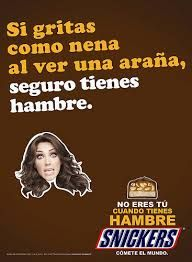 Si gritas
como nena
al ver una araña,
seguro tienes
hambre.
NO ERES TÚ
CUANDO TIENES
HAMBRE
SNICKERS
CÓMETE EL MUNDO.